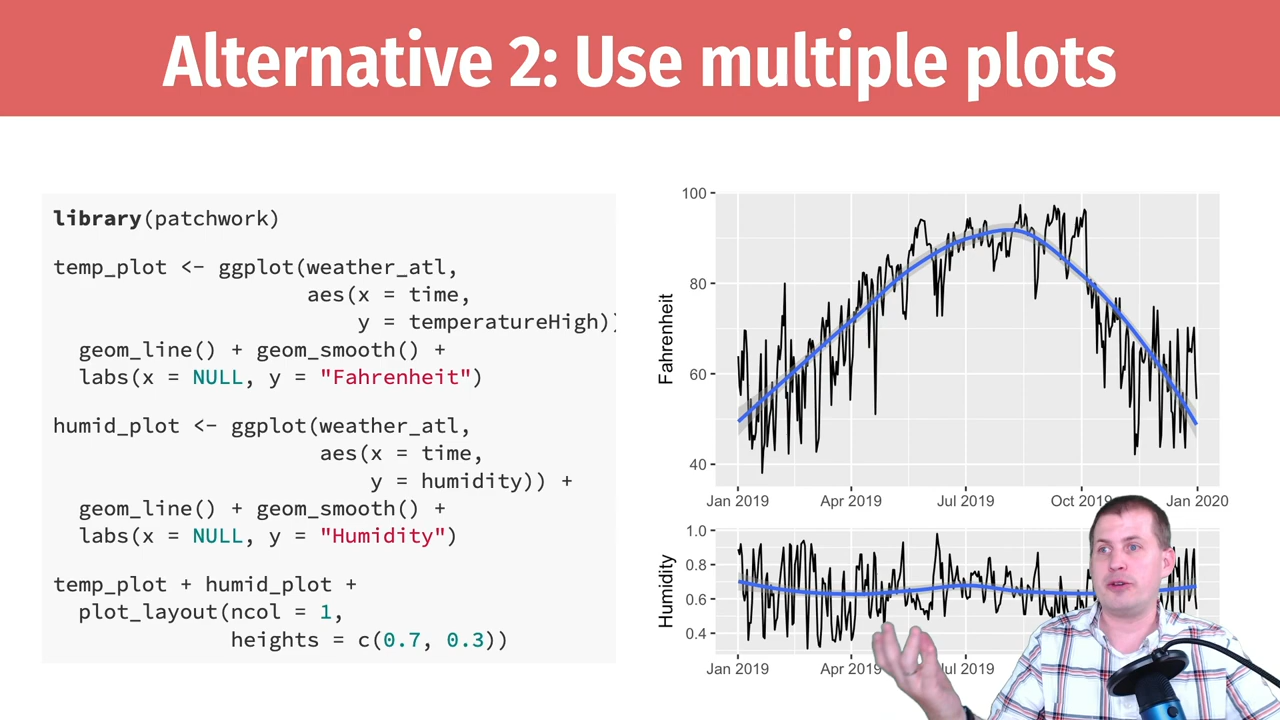 Alternative 2: Use multiple plots
library(patchwork)
temp_plot <- ggplot(weather_atl,
aes(x = time,
y = temperatureHigh))
geom_line() + geom_smooth() +
labs(x = NULL, y = "Fahrenheit")
humid_plot <- ggplot(weather_atl,
aes(x = time,
y = humidity)) +
geom_line() + geom_smooth() +
labs(x = NULL, y = "Humidity")
temp_plot + humid_plot +
plot_layout(ncol = 1,
heights = c(0.7, 0.3))
Fahrenheit
100
80
60
40
Jan 2019 Apr 2019 Jul 2019 Oct 2019 Jan 2020
Humidity
1.0
0.8
0.6
0.4
Jan 2019 Apr 2019 Jul 2019